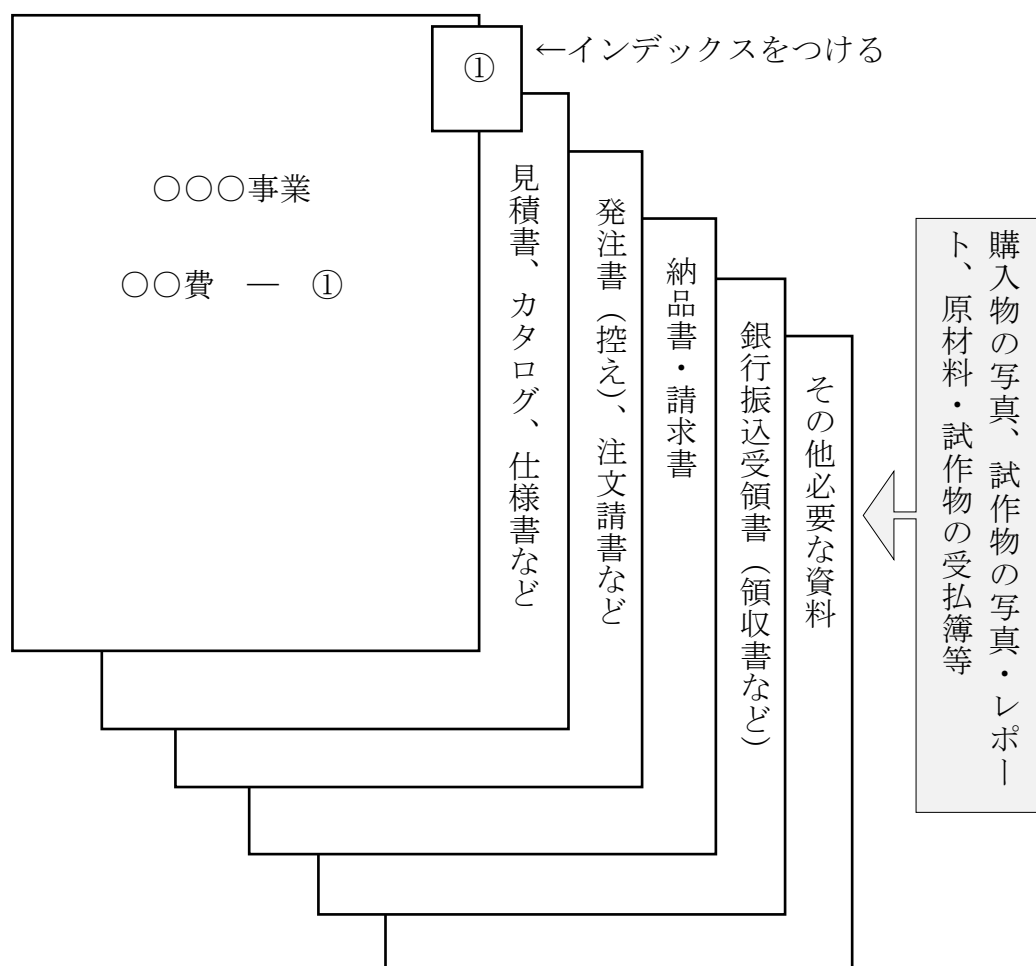 ①
←インデックスをつける
○○○事業
○○費 ― ①
見積書、カタログ、仕様書など
発注書（控え）、注文請書など
納品書・請求書
銀行振込受領書（領収書など）
その他必要な資料
購入物の写真、試作物の写真・レポー
ト、原材料・試作物の受払簿等